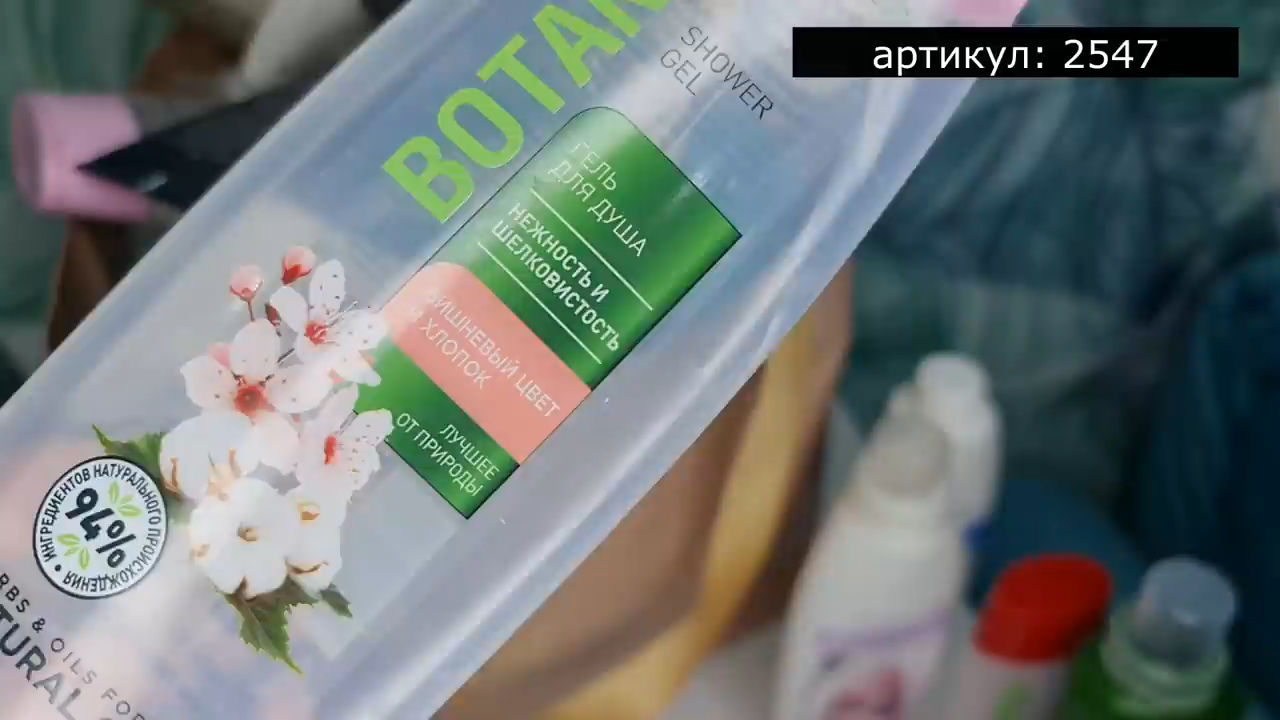 артикул: 2547
BOTAN
SHOWER
GEL
ГЕЛЬ
ДЛЯ ДУША
НЕЖНОСТЬ И
ШЕЛКОВИСТОСТЬ
ВИШНЕВЫЙ ЦВЕТ
И ХЛОПОК
ЛУЧШЕЕ
ОТ ПРИРОДЫ
94%
ИНГРЕДИЕНТОВ НАТУРАЛЬНОГО ПРОИСХОЖДЕНИЯ •
RBS & OILS FOR
TURAL